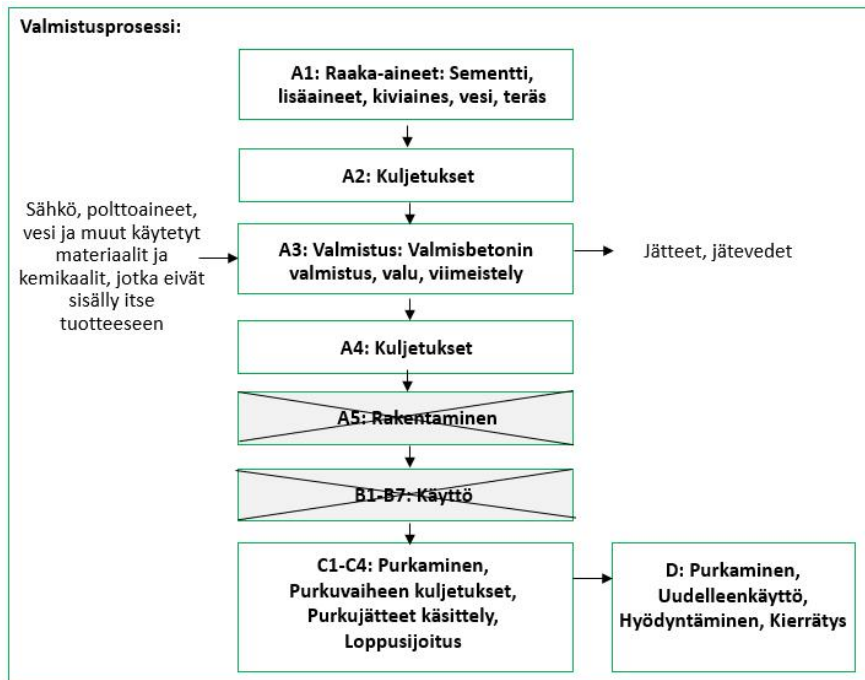 Valmistusprosessi:
A1: Raaka-aineet: Sementti,
lisäaineet, kiviaines, vesi, teräs
A2: Kuljetukset
Sähkö, polttoaineet,
vesi ja muut käytetyt
materiaalit ja
kemikaalit, jotka eivät
sisälly itse
tuotteeseen
A3: Valmistus: Valmisbetonin
valmistus, valu, viimeistely
Jätteet, jätevedet
A4: Kuljetukset
A5: Rakentaminen
B1-B7: Käyttö
C1-C4: Purkaminen,
Purkuvaiheen kuljetukset,
Purkujätteet käsittely,
Loppusijoitus
D: Purkaminen,
Uudelleenkäyttö,
Hyödyntäminen, Kierrätys